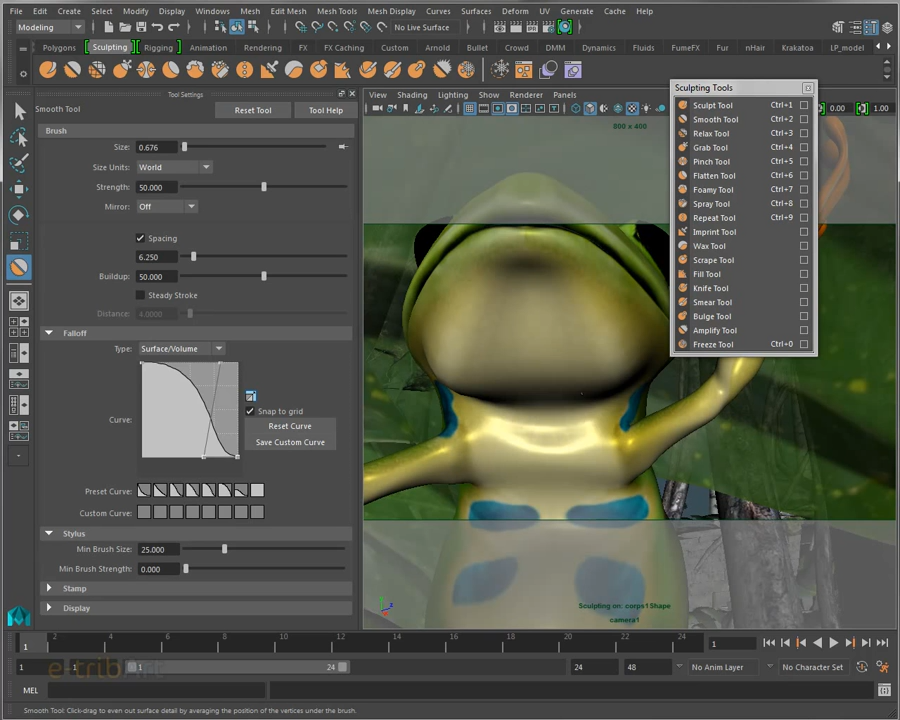 File Edit Create Select Modify Display Windows Mesh Edit Mesh Mesh Tools Mesh Display Curves Surfaces Deform UV Generate Cache Help
Modeling No Live Surface
Polygons Sculpting Rigging Animation Rendering FX FX Caching Custom Arnold Bullet Crowd DMM Dynamics Fluids FumeFX Fur nHair Krakatoa LP_model
Tool Settings
Smooth Tool Reset Tool Tool Help
Brush
Size: 0.676
Size Units: World
Strength: 50.000
Mirror: Off
Spacing
6.250
Buildup: 50.000
Steady Stroke
Distance: 4.0000
Falloff
Type: Surface/Volume
Snap to grid
Curve: Reset Curve
Save Custom Curve
Preset Curve:
Custom Curve:
Stylus
Min Brush Size: 25.000
Min Brush Strength: 0.000
Stamp
Display
View Shading Lighting Show Renderer Panels
0.00 1.00
800 x 400
Sculpting Tools
Sculpt Tool Ctrl+1
Smooth Tool Ctrl+2
Relax Tool Ctrl+3
Grab Tool Ctrl+4
Pinch Tool Ctrl+5
Flatten Tool Ctrl+6
Foamy Tool Ctrl+7
Spray Tool Ctrl+8
Repeat Tool Ctrl+9
Imprint Tool
Wax Tool
Scrape Tool
Fill Tool
Knife Tool
Smear Tool
Bulge Tool
Amplify Tool
Freeze Tool Ctrl+0
Sculpting on: corps1Shape
camera1
1 2 4 6 8 10 12 14 16 18 20 22 24 1
1 1 1 24 24 48 No Anim Layer No Character Set
e-tribArt
MEL
Smooth Tool: Click-drag to even out surface detail by averaging the position of the vertices under the brush.